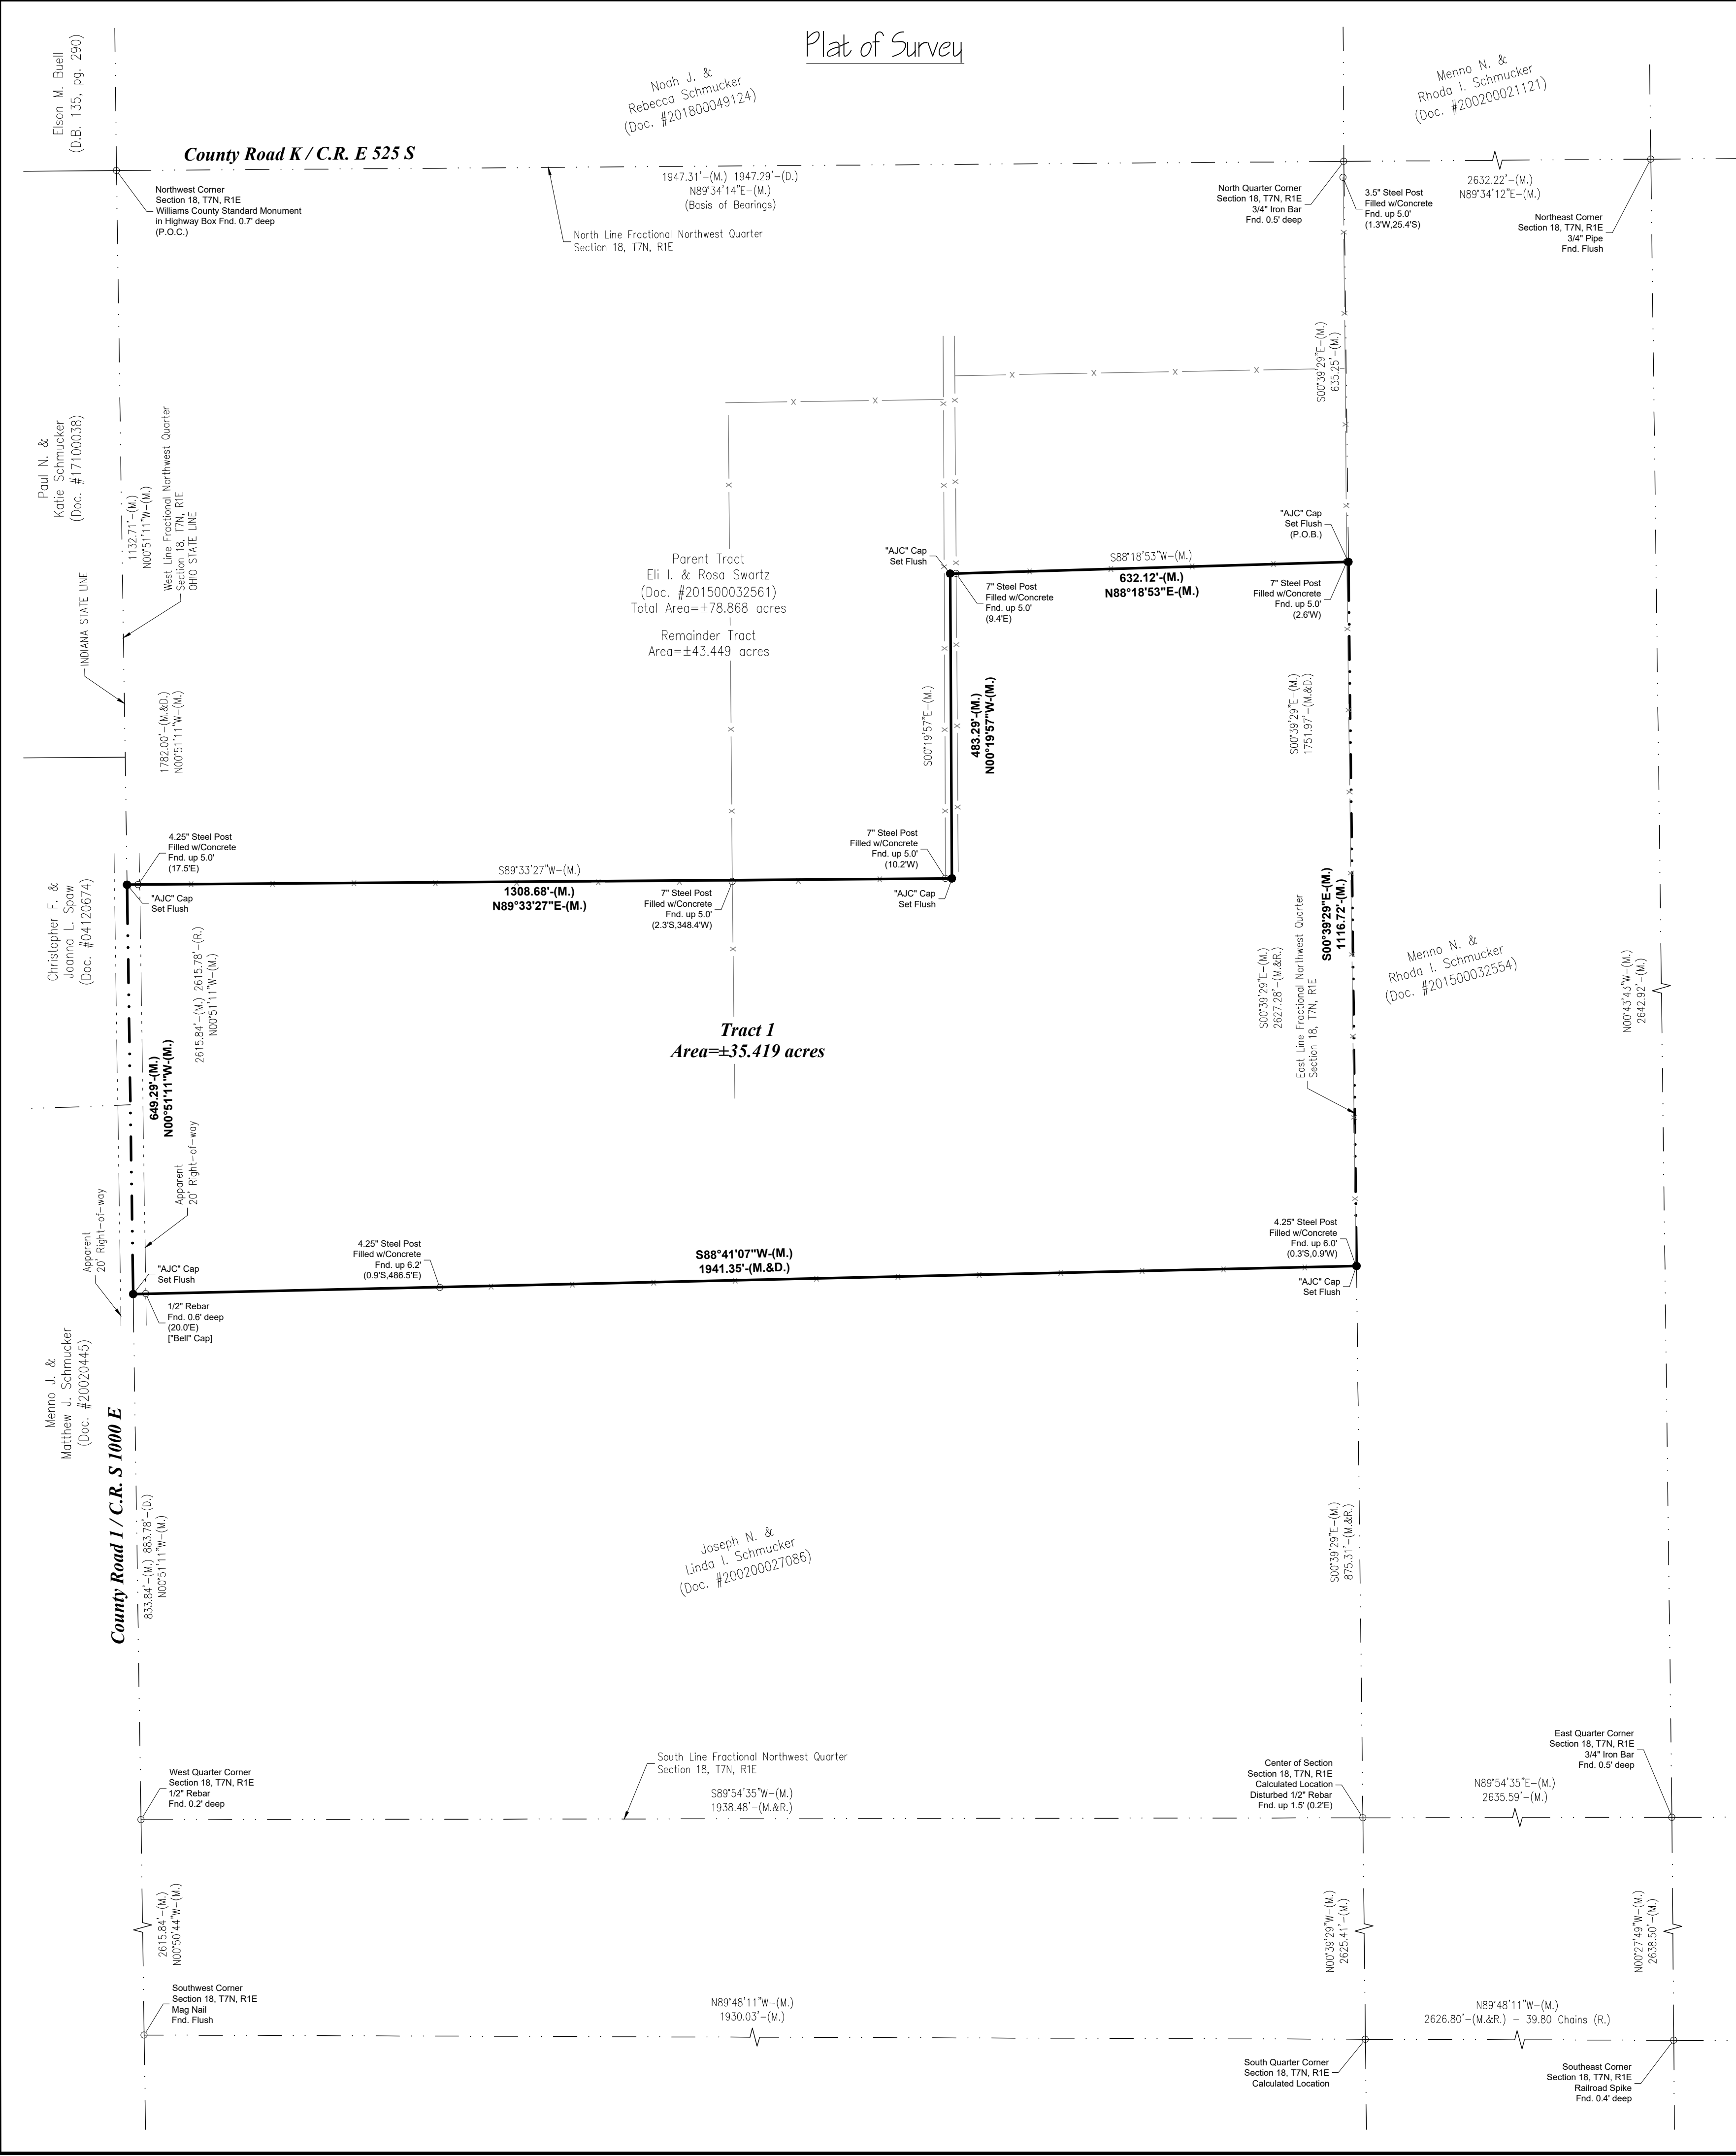 Plat of Survey
Elson M. Buell
(D.B. 135, pg. 290)
Noah J. &
Rebecca Schmucker
(Doc. #201800049124)
Menno N. &
Rhoda I. Schmucker
(Doc. #200200021121)
County Road K / C.R. E 525 S
1947.31'-(M.) 1947.29'-(D.)
N89°34'14"E-(M.)
(Basis of Bearings)
2632.22'-(M.)
N89°34'12"E-(M.)
Northwest Corner
Section 18, T7N, R1E
Williams County Standard Monument
in Highway Box Fnd. 0.7' deep
(P.O.C.)
North Line Fractional Northwest Quarter
Section 18, T7N, R1E
North Quarter Corner
Section 18, T7N, R1E
3/4" Iron Bar
Fnd. 0.5' deep
3.5" Steel Post
Filled w/Concrete
Fnd. up 5.0'
(1.3'W,25.4'S)
Northeast Corner
Section 18, T7N, R1E
3/4" Pipe
Fnd. Flush
S00°39'29"E-(M.)
635.25'-(M.)
Paul N. &
Katie Schmucker
(Doc. #17100038)
1132.71'-(M.)
N00°51'11"W-(M.)
West Line Fractional Northwest Quarter
Section 18, T7N, R1E
OHIO STATE LINE
INDIANA STATE LINE
Parent Tract
Eli I. & Rosa Swartz
(Doc. #201500032561)
Total Area=±78.868 acres
Remainder Tract
Area=±43.449 acres
"AJC" Cap
Set Flush
7" Steel Post
Filled w/Concrete
Fnd. up 5.0'
(9.4'E)
S88°18'53"W-(M.)
632.12'-(M.)
N88°18'53"E-(M.)
"AJC" Cap
Set Flush
(P.O.B.)
7" Steel Post
Filled w/Concrete
Fnd. up 5.0'
(2.6'W)
1782.00'-(M.&D.)
N00°51'11"W-(M.)
S00°19'57"E-(M.)
483.29'-(M.)
N00°19'57"W-(M.)
S00°39'29"E-(M.)
1751.97'-(M.&D.)
4.25" Steel Post
Filled w/Concrete
Fnd. up 5.0'
(17.5'E)
"AJC" Cap
Set Flush
S89°33'27"W-(M.)
1308.68'-(M.)
N89°33'27"E-(M.)
7" Steel Post
Filled w/Concrete
Fnd. up 5.0'
(2.3'S,348.4'W)
7" Steel Post
Filled w/Concrete
Fnd. up 5.0'
(10.2'W)
"AJC" Cap
Set Flush
Christopher F. &
Joanna L. Spaw
(Doc. #04120674)
2615.84'-(M.) 2615.78'-(R.)
N00°51'11"W-(M.)
649.29'-(M.)
N00°51'11"W-(M.)
Tract 1
Area=±35.419 acres
S00°39'29"E-(M.)
1116.72'-(M.)
S00°39'29"E-(M.)
2627.28'-(M.&R.)
East Line Fractional Northwest Quarter
Section 18, T7N, R1E
Menno N. &
Rhoda I. Schmucker
(Doc. #201500032554)
N00°43'43"W-(M.)
2642.92'-(M.)
Apparent
20' Right-of-way
Apparent
20' Right-of-way
"AJC" Cap
Set Flush
1/2" Rebar
Fnd. 0.6' deep
(20.0'E)
["Bell" Cap]
4.25" Steel Post
Filled w/Concrete
Fnd. up 6.2'
(0.9'S,486.5'E)
S88°41'07"W-(M.)
1941.35'-(M.&D.)
4.25" Steel Post
Filled w/Concrete
Fnd. up 6.0'
(0.3'S,0.9'W)
"AJC" Cap
Set Flush
Menno J. &
Matthew J. Schmucker
(Doc. #20020445)
County Road 1 / C.R. S 1000 E
833.84'-(M.) 883.78'-(D.)
N00°51'11"W-(M.)
Joseph N. &
Linda I. Schmucker
(Doc. #200200027086)
S00°39'29"E-(M.)
875.31'-(M.&R.)
West Quarter Corner
Section 18, T7N, R1E
1/2" Rebar
Fnd. 0.2' deep
South Line Fractional Northwest Quarter
Section 18, T7N, R1E
S89°54'35"W-(M.)
1938.48'-(M.&R.)
Center of Section
Section 18, T7N, R1E
Calculated Location
Disturbed 1/2" Rebar
Fnd. up 1.5' (0.2'E)
N89°54'35"E-(M.)
2635.59'-(M.)
East Quarter Corner
Section 18, T7N, R1E
3/4" Iron Bar
Fnd. 0.5' deep
2615.84'-(M.)
N00°50'44"W-(M.)
N00°39'29"W-(M.)
2625.41'-(M.)
N00°27'49"W-(M.)
2638.50'-(M.)
Southwest Corner
Section 18, T7N, R1E
Mag Nail
Fnd. Flush
N89°48'11"W-(M.)
1930.03'-(M.)
N89°48'11"W-(M.)
2626.80'-(M.&R.) - 39.80 Chains (R.)
South Quarter Corner
Section 18, T7N, R1E
Calculated Location
Southeast Corner
Section 18, T7N, R1E
Railroad Spike
Fnd. 0.4' deep